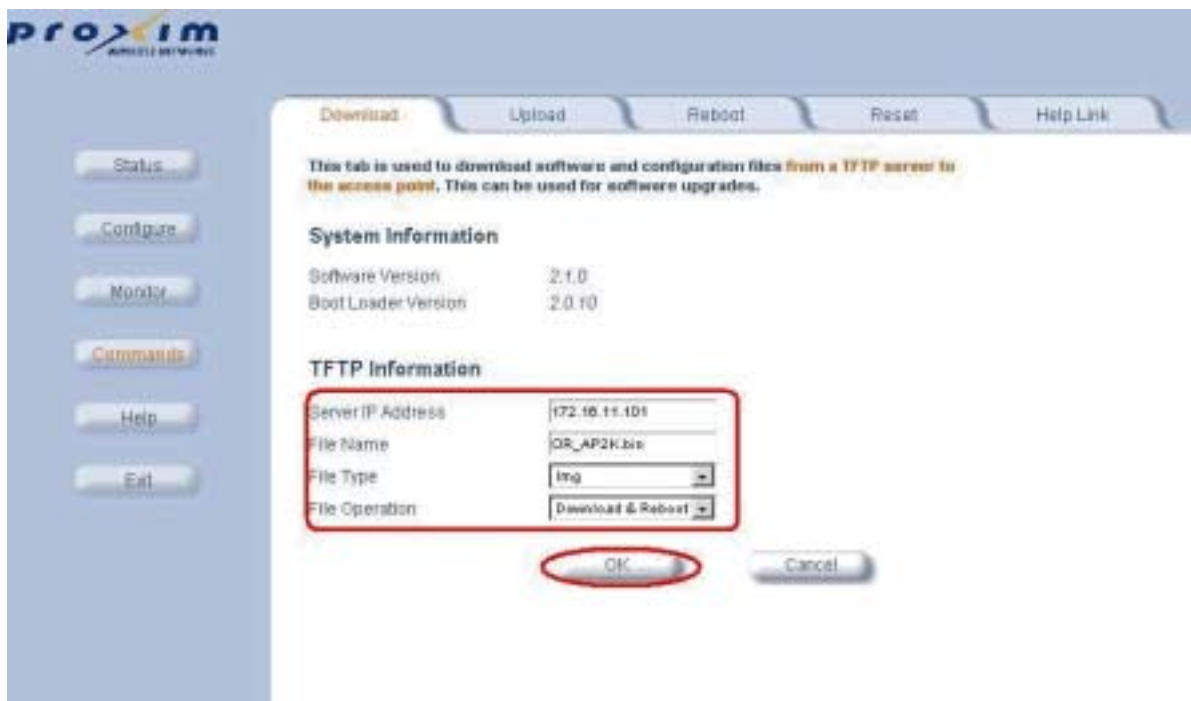 proxim
WIRELESS NETWORKS
Download Upload Reboot Reset Help Link
Status
Configure
Monitor
Commands
Help
Exit
This tab is used to download software and configuration files from a TFTP server to
the access point. This can be used for software upgrades.
System Information
Software Version 2.1.0
Boot Loader Version 2.0.10
TFTP Information
Server IP Address 172.16.11.101
File Name OR_AP2K.bin
File Type Img
File Operation Download & Reboot
OK Cancel